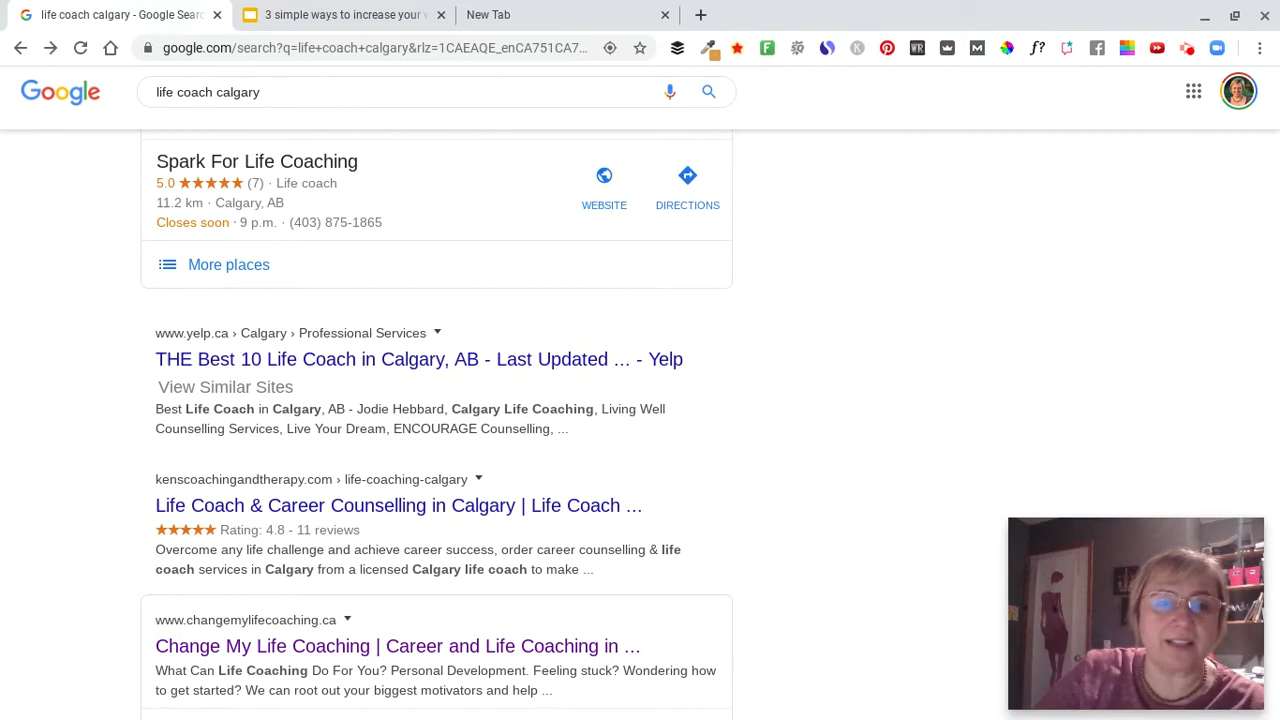 life coach calgary - Google Searc
3 simple ways to increase your v
New Tab
google.com/search?q=life+coach+calgary&rlz=1CAEAQE_enCA751CA7...
Google
life coach calgary
Spark For Life Coaching
5.0 ★★★★★ (7) · Life coach
11.2 km · Calgary, AB
Closes soon · 9 p.m. · (403) 875-1865
WEBSITE
DIRECTIONS
More places
www.yelp.ca › Calgary › Professional Services
THE Best 10 Life Coach in Calgary, AB - Last Updated ... - Yelp
View Similar Sites
Best Life Coach in Calgary, AB - Jodie Hebbard, Calgary Life Coaching, Living Well
Counselling Services, Live Your Dream, ENCOURAGE Counselling, ...
kenscoachingandtherapy.com › life-coaching-calgary
Life Coach & Career Counselling in Calgary | Life Coach ...
★★★★★ Rating: 4.8 - 11 reviews
Overcome any life challenge and achieve career success, order career counselling & life
coach services in Calgary from a licensed Calgary life coach to make ...
www.changemylifecoaching.ca
Change My Life Coaching | Career and Life Coaching in ...
What Can Life Coaching Do For You? Personal Development. Feeling stuck? Wondering how
to get started? We can root out your biggest motivators and help ...